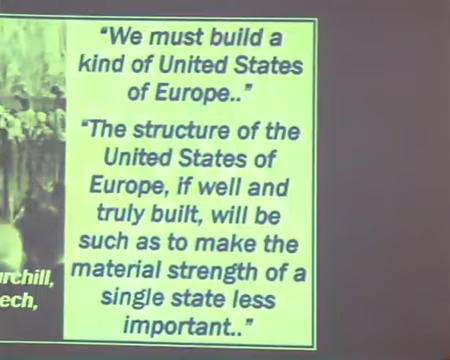 “We must build a
kind of United States
of Europe..”
“The structure of the
United States of
Europe, if well and
truly built, will be
such as to make the
material strength of a
single state less
important..”
rchill,
ech,